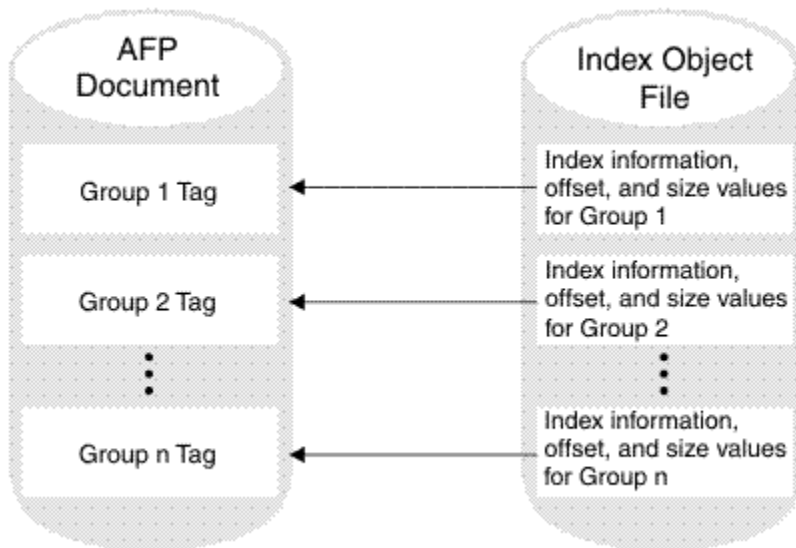 AFP
Document
Group 1 Tag
Group 2 Tag
Group n Tag
Index Object
File
Index information,
offset, and size values
for Group 1
Index information,
offset, and size values
for Group 2
Index information,
offset, and size values
for Group n